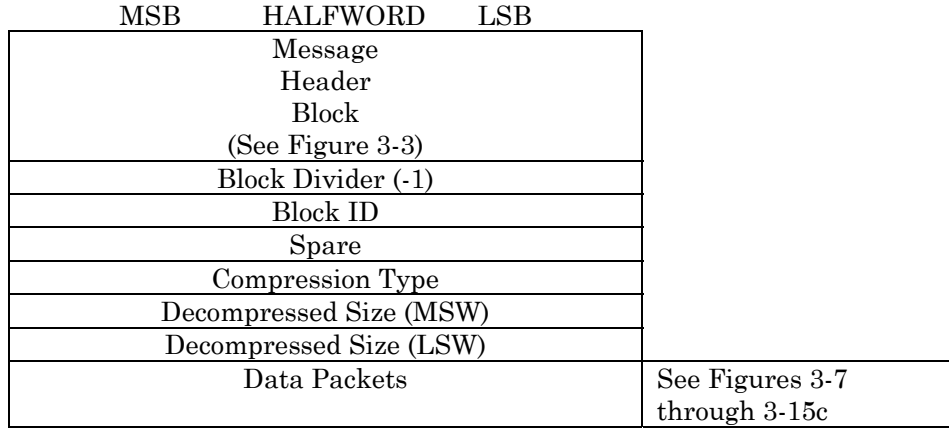 MSB HALFWORD LSB
Message
Header
Block
(See Figure 3-3)
Block Divider (-1)
Block ID
Spare
Compression Type
Decompressed Size (MSW)
Decompressed Size (LSW)
Data Packets See Figures 3-7
through 3-15c